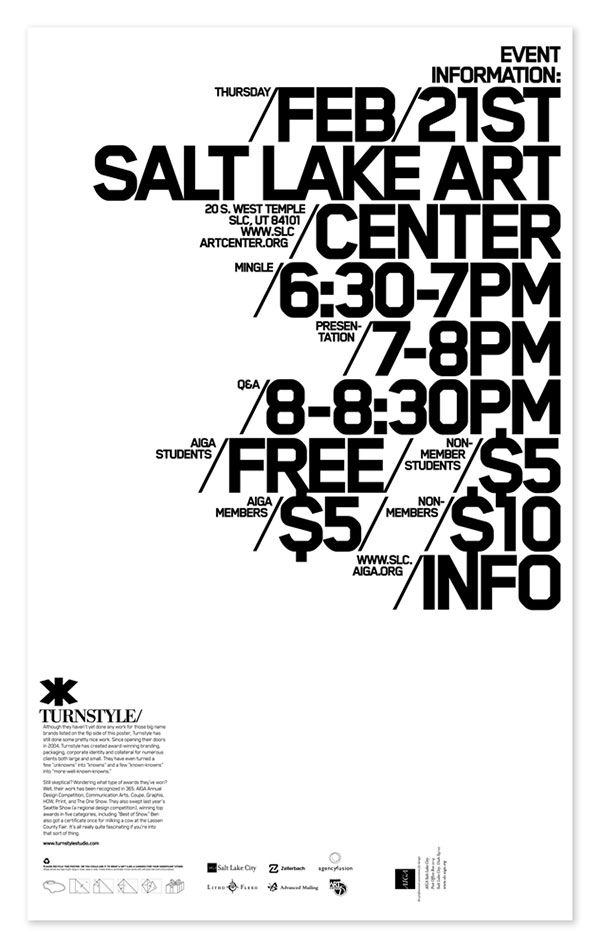 EVENT
INFORMATION:
THURSDAY / FEB/21ST
SALT LAKE ART
20 S. WEST TEMPLE
SLC, UT 84101
WWW.SLC
ARTCENTER.ORG / CENTER
MINGLE / 6:30-7PM
PRESEN-
TATION / 7-8PM
Q&A / 8-8:30PM
AIGA
STUDENTS / FREE / NON-
MEMBER
STUDENTS / $5
AIGA
MEMBERS / $5 / NON-
MEMBERS / $10
WWW.SLC.
AIGA.ORG / INFO
TURNSTYLE/
Although they haven't yet done any work for those big name
brands listed on the flip side of this poster, Turnstyle has
still done some pretty nice work. Since opening their doors
in 2004, Turnstyle has created award-winning branding,
packaging, corporate identity and collateral for numerous
clients both large and small. They have even turned a
few "unknowns" into "knowns" and a few "known-knowns"
into "more-well-known-knowns."
Still skeptical? Wondering what type of awards they've won?
Well, their work has been recognized in 365: AIGA Annual
Design Competition, Communication Arts, Coupe, Graphis,
HOW, Print, and The One Show. They also swept last year's
Seattle Show (a regional design competition), winning top
awards in five categories, including "Best of Show." Ben
also got a certificate once for milking a cow at the Lassen
County Fair. It's all really quite fascinating if you're into
that sort of thing.
www.turnstylestudio.com
Salt Lake City
Zellerbach
agencyfusion
LITHO FLEXO
Advanced Mailing
AIGA
AIGA Salt Lake City